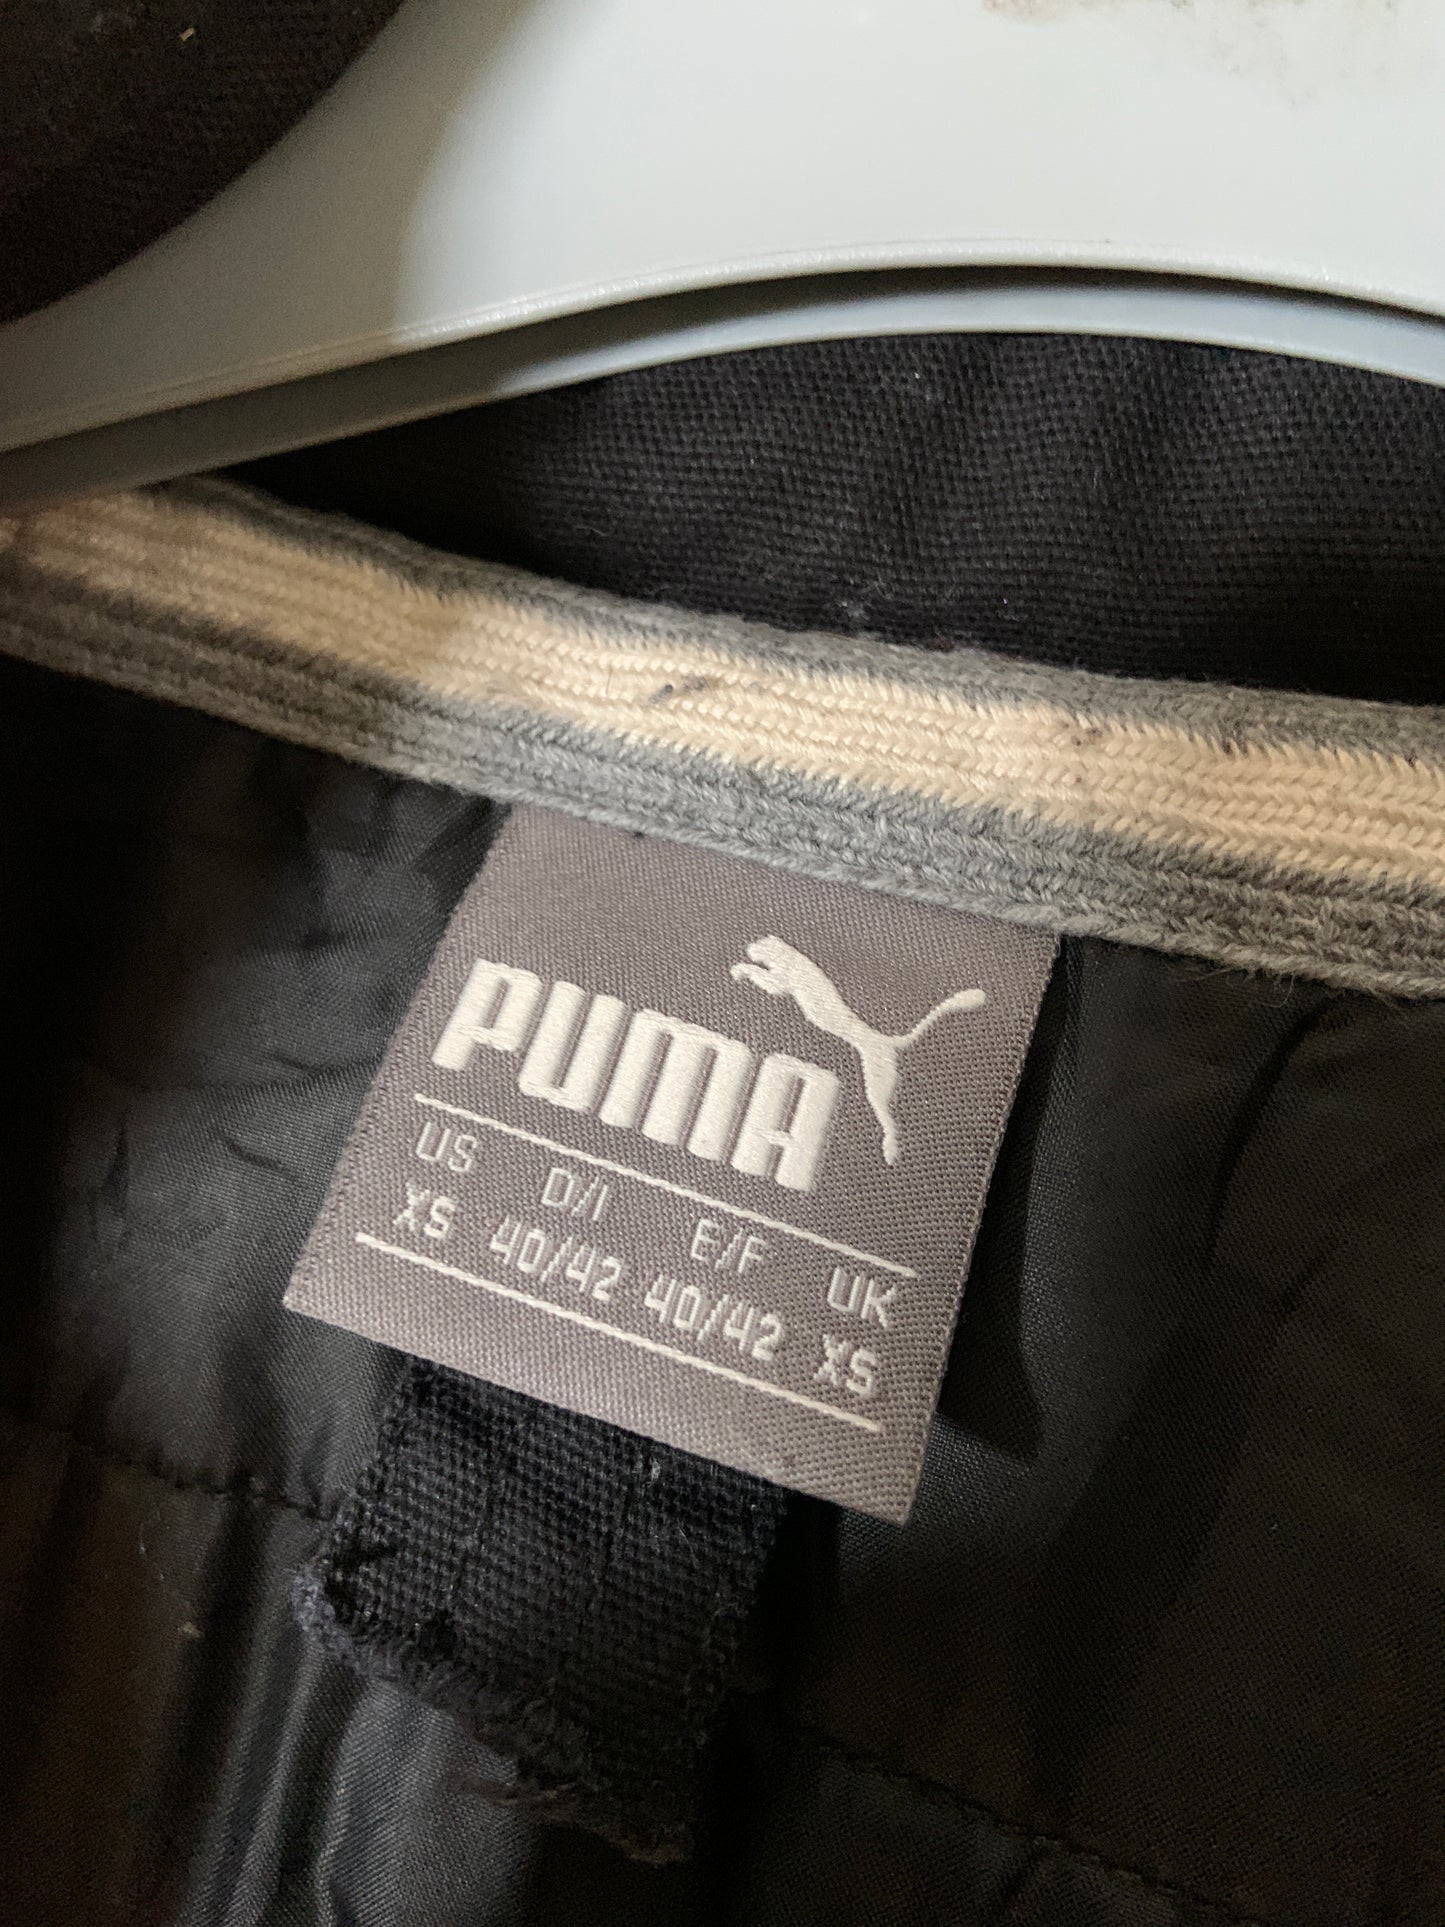 PUMA
US D/I E/F UK
XS 40/42 40/42 XS